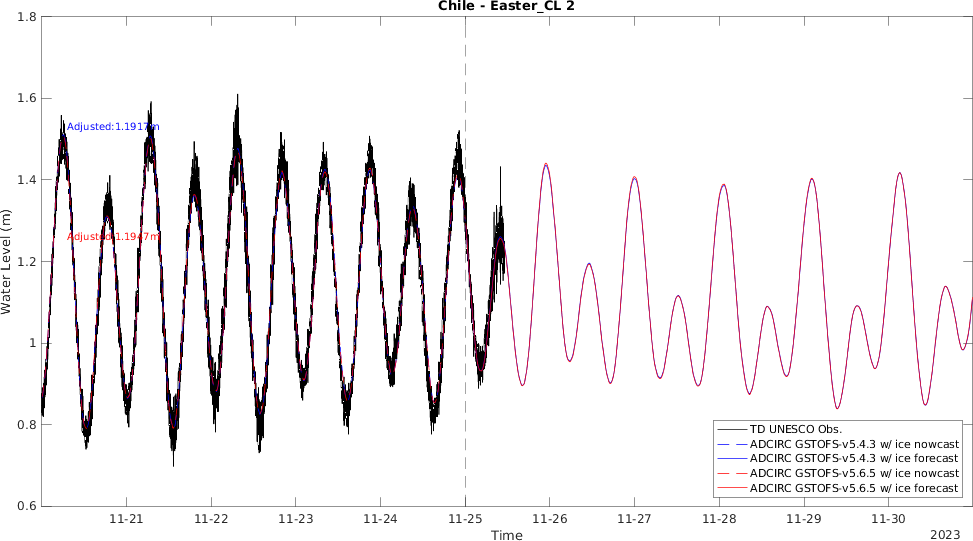 Chile - Easter_CL 2
1.8
1.6
1.4
1.2
1
0.8
0.6
Water Level (m)
Adjusted:1.1917m
Adjusted:1.1947m
TD UNESCO Obs.
ADCIRC GSTOFS-v5.4.3 w/ ice nowcast
ADCIRC GSTOFS-v5.4.3 w/ ice forecast
ADCIRC GSTOFS-v5.6.5 w/ ice nowcast
ADCIRC GSTOFS-v5.6.5 w/ ice forecast
11-21 11-22 11-23 11-24 11-25 11-26 11-27 11-28 11-29 11-30
Time
2023